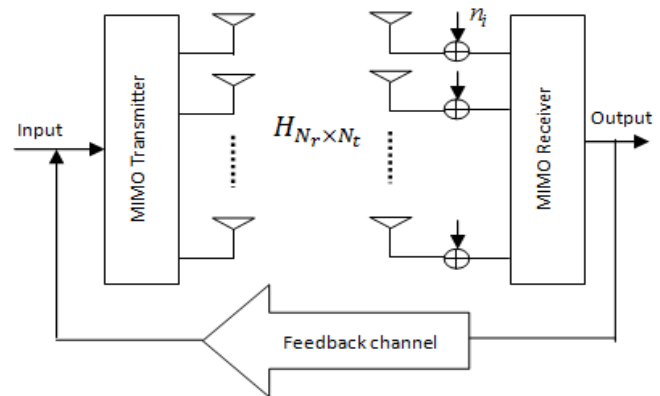 n_i
H_{N_r×N_t}
Input
Output
MIMO Transmitter
MIMO Receiver
Feedback channel